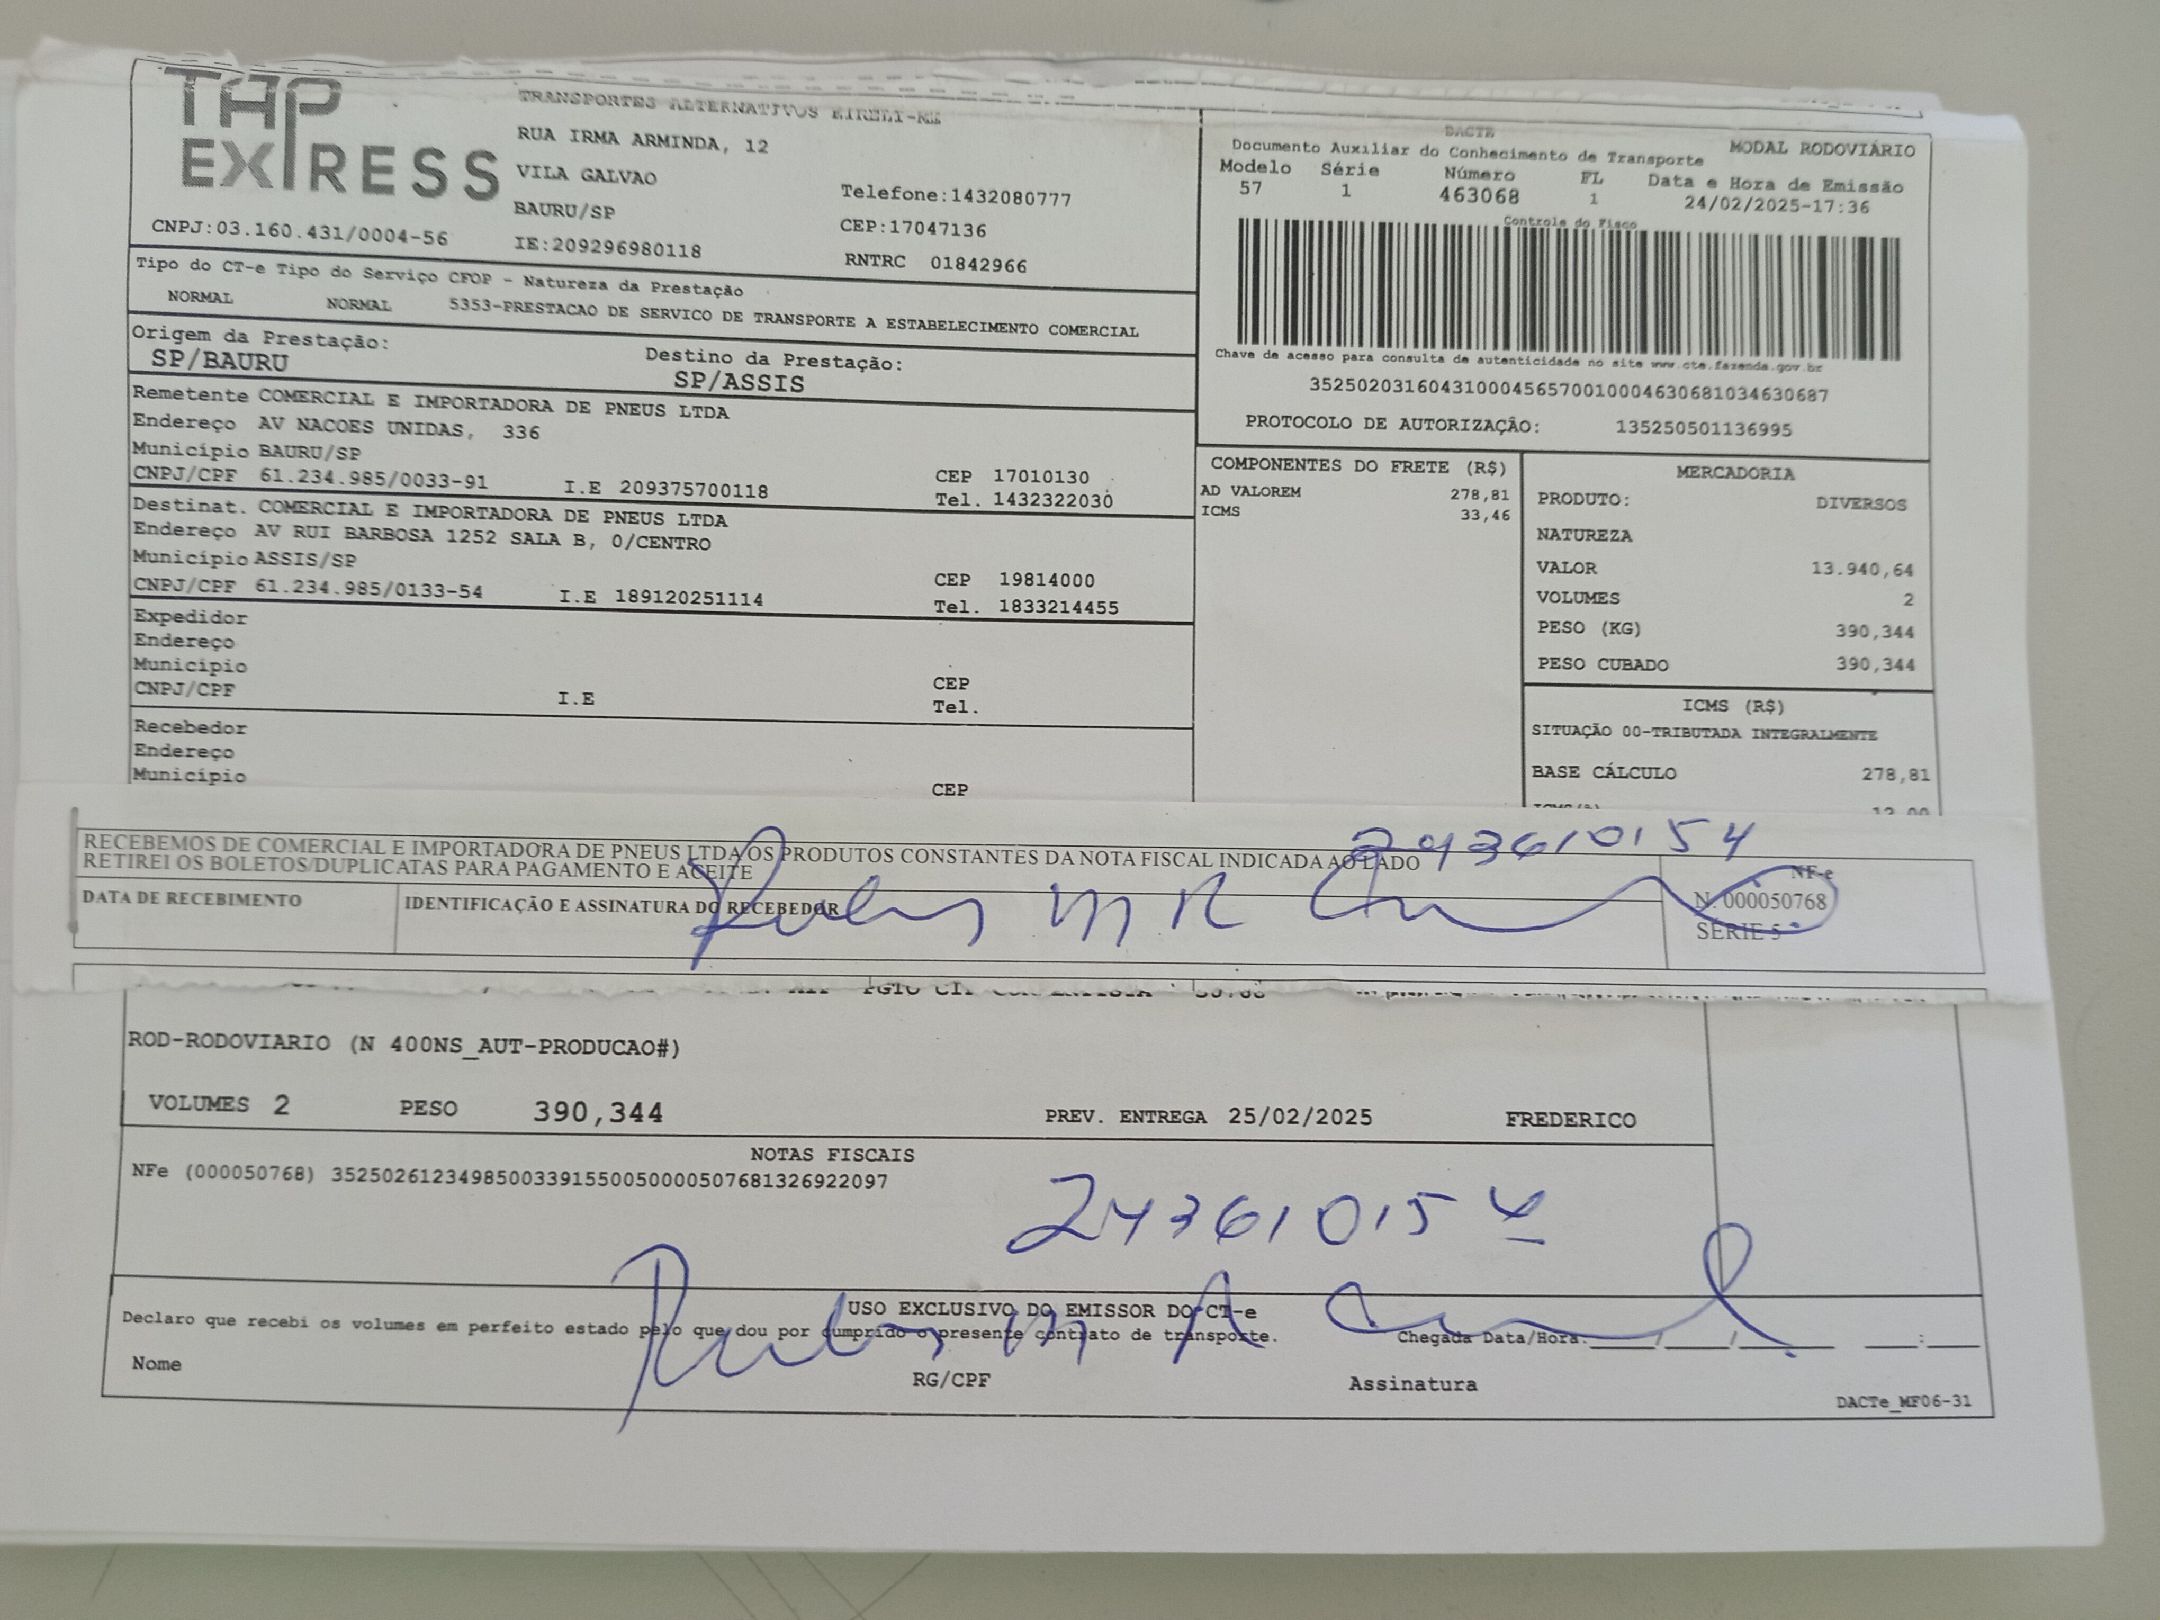 TAP
EXPRESS
TRANSPORTES ALTERNATIVOS EIRELI-ME
RUA IRMA ARMINDA, 12
VILA GALVAO
Telefone:1432080777
BAURU/SP
CEP:17047136
CNPJ:03.160.431/0004-56
IE:209296980118
RNTRC 01842966
DACTE
Documento Auxiliar do Conhecimento de Transporte
MODAL RODOVIÁRIO
Modelo Série Número FL Data e Hora de Emissão
57 1 463068 1 24/02/2025-17:36
Controle do Fisco
Chave de acesso para consulta de autenticidade no site www.cte.fazenda.gov.br
35250203160431000456570010004630681034630687
PROTOCOLO DE AUTORIZAÇÃO: 135250501136995
Tipo do CT-e Tipo do Serviço CFOP - Natureza da Prestação
NORMAL NORMAL 5353-PRESTACAO DE SERVICO DE TRANSPORTE A ESTABELECIMENTO COMERCIAL
Origem da Prestação:
SP/BAURU
Destino da Prestação:
SP/ASSIS
Remetente COMERCIAL E IMPORTADORA DE PNEUS LTDA
Endereço AV NACOES UNIDAS, 336
Município BAURU/SP
CEP 17010130
CNPJ/CPF 61.234.985/0033-91 I.E 209375700118
Tel. 1432322030
Destinat. COMERCIAL E IMPORTADORA DE PNEUS LTDA
Endereço AV RUI BARBOSA 1252 SALA B, 0/CENTRO
Município ASSIS/SP
CEP 19814000
CNPJ/CPF 61.234.985/0133-54 I.E 189120251114
Tel. 1833214455
Expedidor
Endereço
Município
CEP
CNPJ/CPF I.E
Tel.
Recebedor
Endereço
Município
CEP
COMPONENTES DO FRETE (R$)
AD VALOREM 278,81
ICMS 33,46
MERCADORIA
PRODUTO: DIVERSOS
NATUREZA
VALOR 13.940,64
VOLUMES 2
PESO (KG) 390,344
PESO CUBADO 390,344
ICMS (R$)
SITUAÇÃO 00-TRIBUTADA INTEGRALMENTE
BASE CÁLCULO 278,81
12,00
243610154
RECEBEMOS DE COMERCIAL E IMPORTADORA DE PNEUS LTDA OS PRODUTOS CONSTANTES DA NOTA FISCAL INDICADA AO LADO
RETIREI OS BOLETOS/DUPLICATAS PARA PAGAMENTO E ACEITE
DATA DE RECEBIMENTO
IDENTIFICAÇÃO E ASSINATURA DO RECEBEDOR
NF-e
N. 000050768
SÉRIE 5
ROD-RODOVIARIO (N 400NS_AUT-PRODUCAO#)
VOLUMES 2 PESO 390,344 PREV. ENTREGA 25/02/2025 FREDERICO
NOTAS FISCAIS
NFe (000050768) 35250261234985003391550050000507681326922097
24361015
USO EXCLUSIVO DO EMISSOR DO CT-e
Declaro que recebi os volumes em perfeito estado pelo que dou por cumprido o presente contrato de transporte.
Chegada Data/Hora:____/____/____ ___:___
Nome RG/CPF Assinatura
DACTe_MF06-31